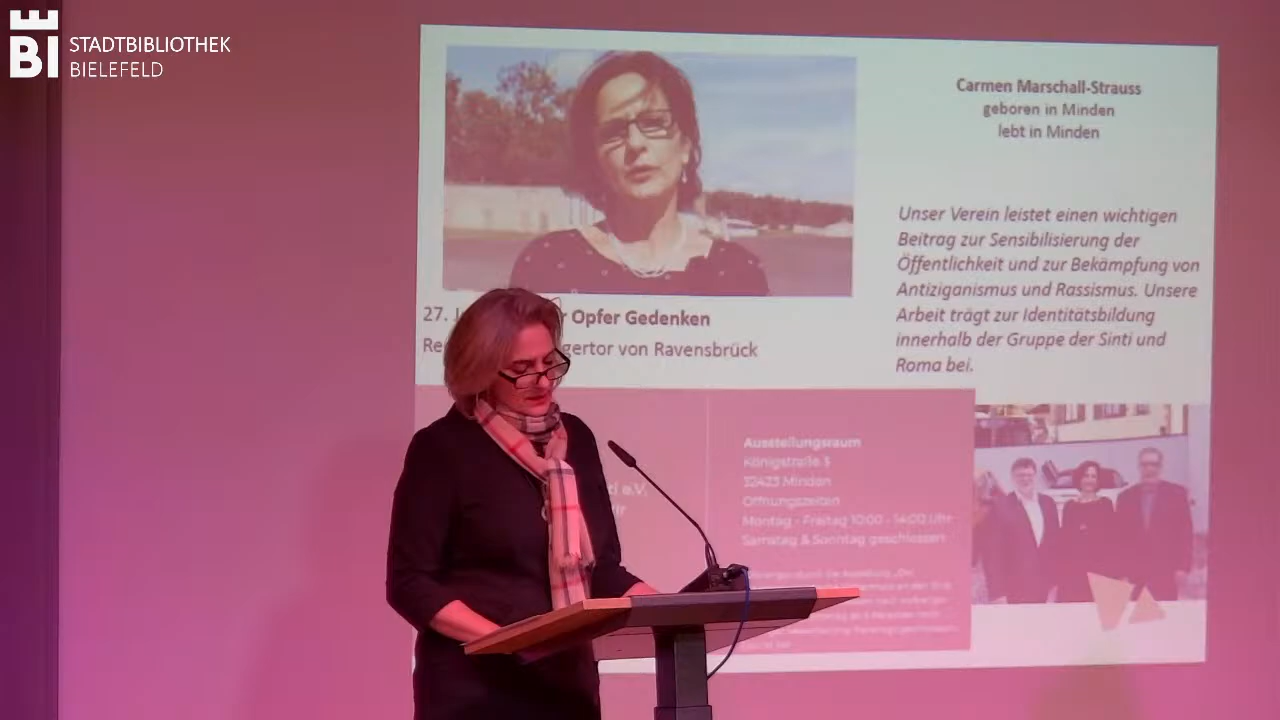 BI STADTBIBLIOTHEK
BIELEFELD
Carmen Marschall-Strauss
geboren in Minden
lebt in Minden
Unser Verein leistet einen wichtigen
Beitrag zur Sensibilisierung der
Öffentlichkeit und zur Bekämpfung von
Antiziganismus und Rassismus. Unsere
Arbeit trägt zur Identitätsbildung
innerhalb der Gruppe der Sinti und
Roma bei.
27. Opfer Gedenken
von Ravensbrück
e.V.
Ausstellungsraum
Königstraße 3
32423 Minden
Öffnungszeiten
Montag - Freitag 10:00 - 14:00 Uhr
Samstag & Sonntag geschlossen